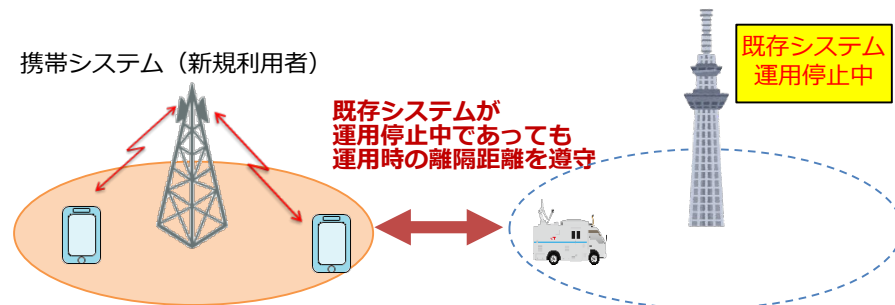 携帯システム（新規利用者）
既存システムが
運用停止中であっても
運用時の離隔距離を遵守
既存システム
運用停止中